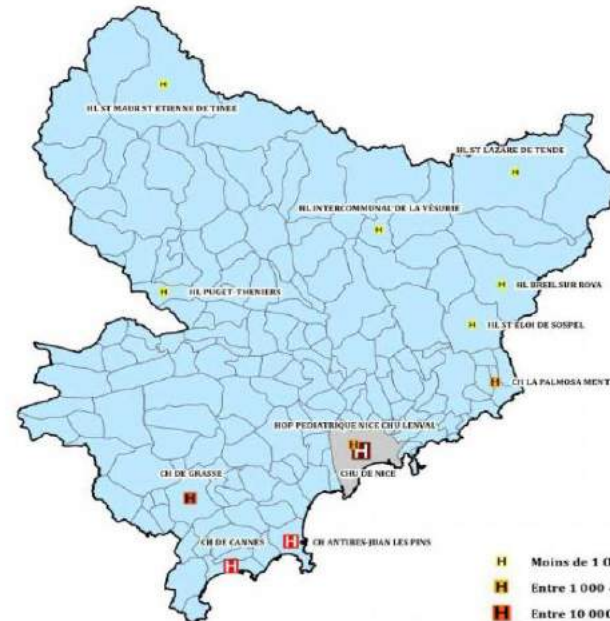 H
HL ST MAUR ST ETIENNE DE TINEE
HL ST LAZARE DE TENDE
H
HL INTERCOMMUNAL DE LA VÉSUBIE
H
H HL PUGET-THENIERS
H HL BREIL SUR ROYA
H
HL ST ÉLOI DE SOSPEL
H CH LA PALMOSA MENT
HOP PEDIATRIQUE NICE CHU LENVAL
H H
CHU DE NICE
CH DE GRASSE
H
CH DE CANNES
H CH ANTIBES-JUAN LES PINS
H
H Moins de 1 0
H Entre 1 000
H Entre 10 000